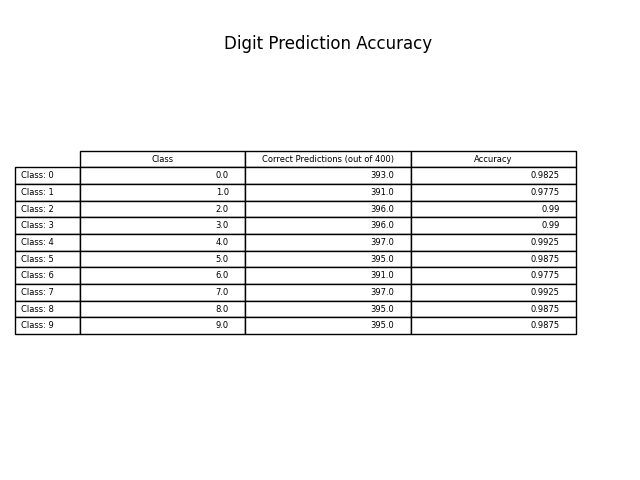 Digit Prediction Accuracy
Class Correct Predictions (out of 400) Accuracy
Class: 0 0.0 393.0 0.9825
Class: 1 1.0 391.0 0.9775
Class: 2 2.0 396.0 0.99
Class: 3 3.0 396.0 0.99
Class: 4 4.0 397.0 0.9925
Class: 5 5.0 395.0 0.9875
Class: 6 6.0 391.0 0.9775
Class: 7 7.0 397.0 0.9925
Class: 8 8.0 395.0 0.9875
Class: 9 9.0 395.0 0.9875